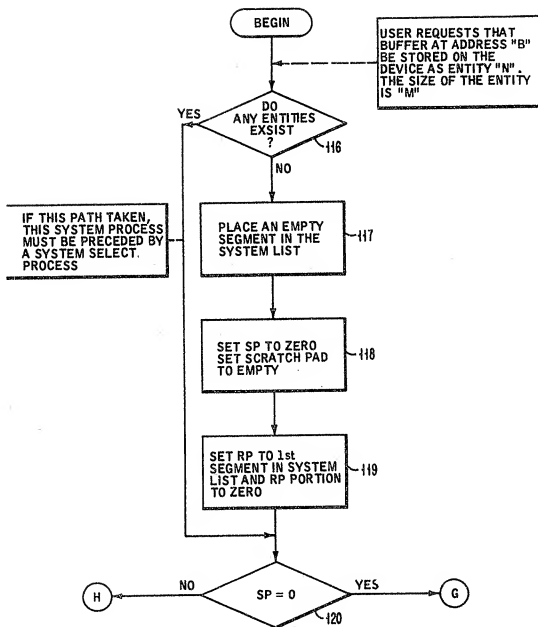 BEGIN
USER REQUESTS THAT
BUFFER AT ADDRESS "B"
BE STORED ON THE
DEVICE AS ENTITY "N".
THE SIZE OF THE ENTITY
IS "M"
YES
DO
ANY ENTITIES
EXSIST
?
116
NO
IF THIS PATH TAKEN,
THIS SYSTEM PROCESS
MUST BE PRECEDED BY
A SYSTEM SELECT.
PROCESS
PLACE AN EMPTY
SEGMENT IN THE
SYSTEM LIST
117
SET SP TO ZERO
SET SCRATCH PAD
TO EMPTY
118
SET RP TO 1st
SEGMENT IN SYSTEM
LIST AND RP PORTION
TO ZERO
119
H
NO
SP = 0
YES
G
120